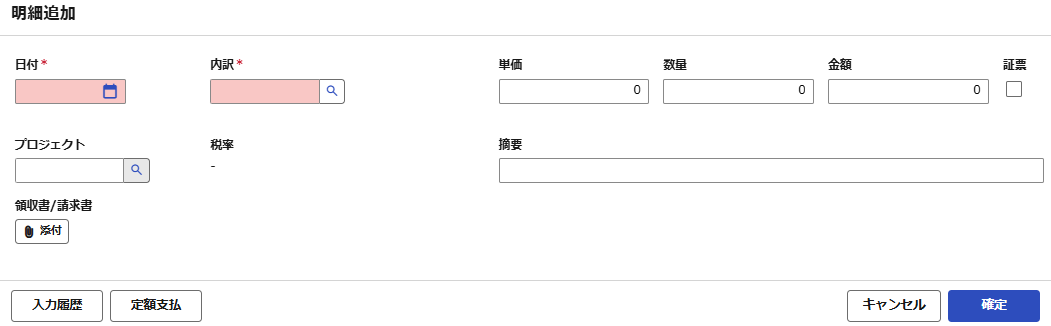 明細追加
日付* 内訳* 単価 数量 金額 証票
0 0 0
プロジェクト 税率 摘要
-
領収書/請求書
添付
入力履歴 定額支払 キャンセル 確定